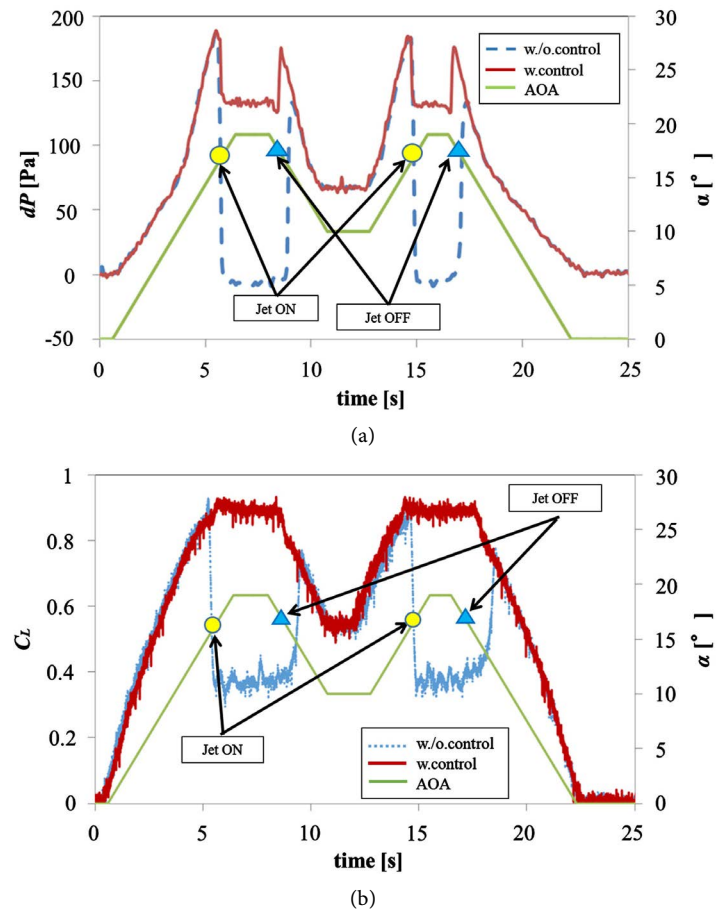 200
150
100
50
0
-50
dP [Pa]
30
25
20
15
10
5
0
α [°]
w./o.control
w.control
AOA
Jet ON
Jet OFF
0 5 10 15 20 25
time [s]
(a)
1
0.8
0.6
0.4
0.2
0
CL
30
25
20
15
10
5
0
α [°]
Jet OFF
Jet ON
w./o.control
w.control
AOA
0 5 10 15 20 25
time [s]
(b)